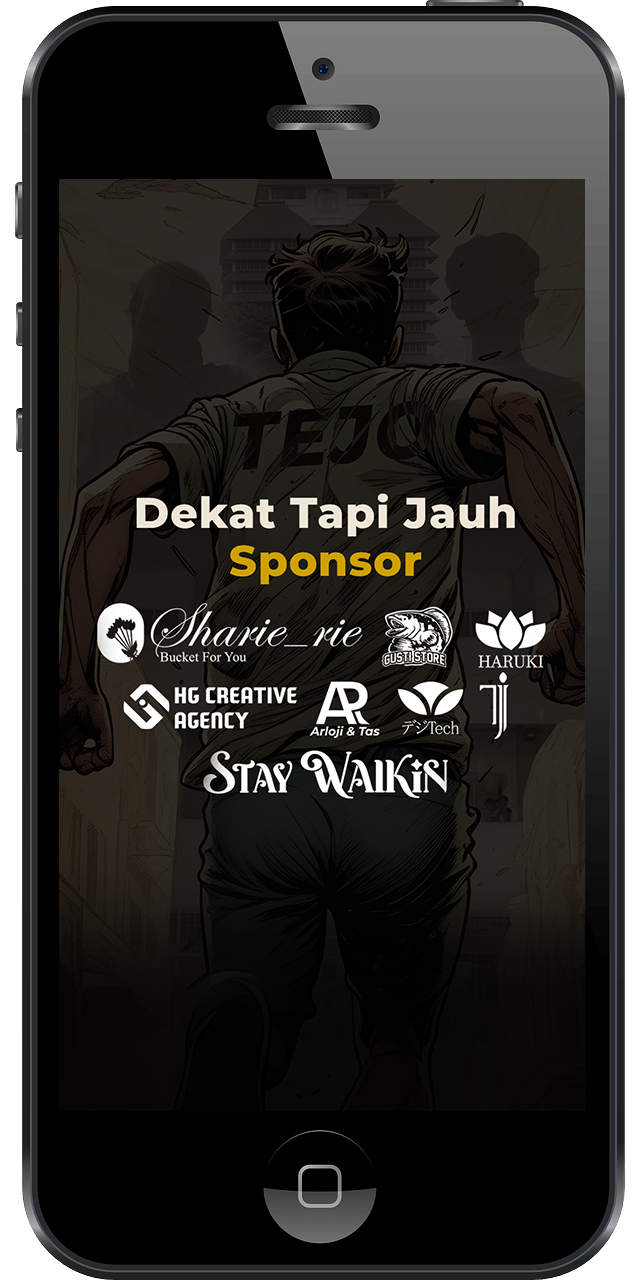 TEJO
Dekat Tapi Jauh
Sponsor
Sharie_rie
Bucket For You
GUSTI STORE
HARUKI
HG CREATIVE
AGENCY
AR
Arloji & Tas
デジTech
TJ
STAY WALKIN